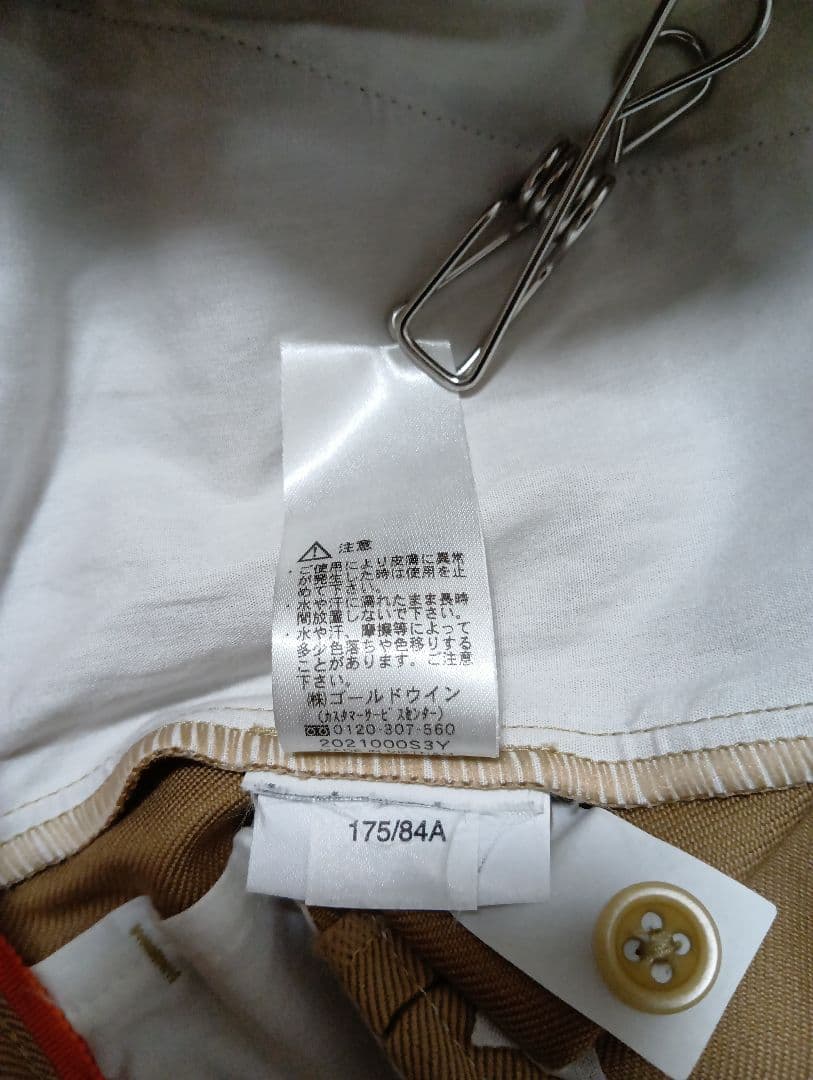 注意
・ご使用により皮膚に異常
が発生した時は使用を止
めて下さい。
・水や汗に濡れたまま長時
間放置しないで下さい。
・水や汗、摩擦等によって
多少色落ちや色移りする
ことがあります。ご注意
下さい。
(株)ゴールドウイン
(カスタマーサービスセンター)
0120-307-560
2021000S3Y
175/84A